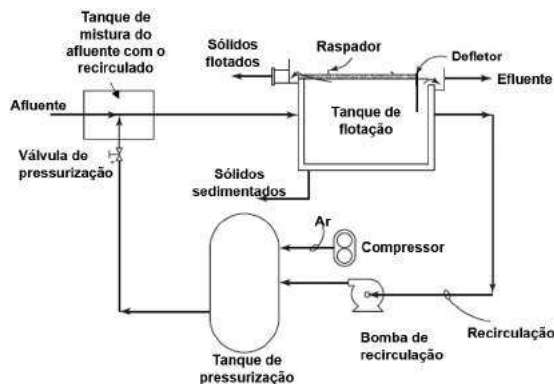 Tanque de
mistura do
afluente com o
recirculado
Sólidos
flotados
Raspador
Defletor
Efluente
Afluente
Tanque de
flotação
Válvula de
pressurização
Sólidos
sedimentados
Ar
Compressor
Bomba de
recirculação
Recirculação
Tanque de
pressurização